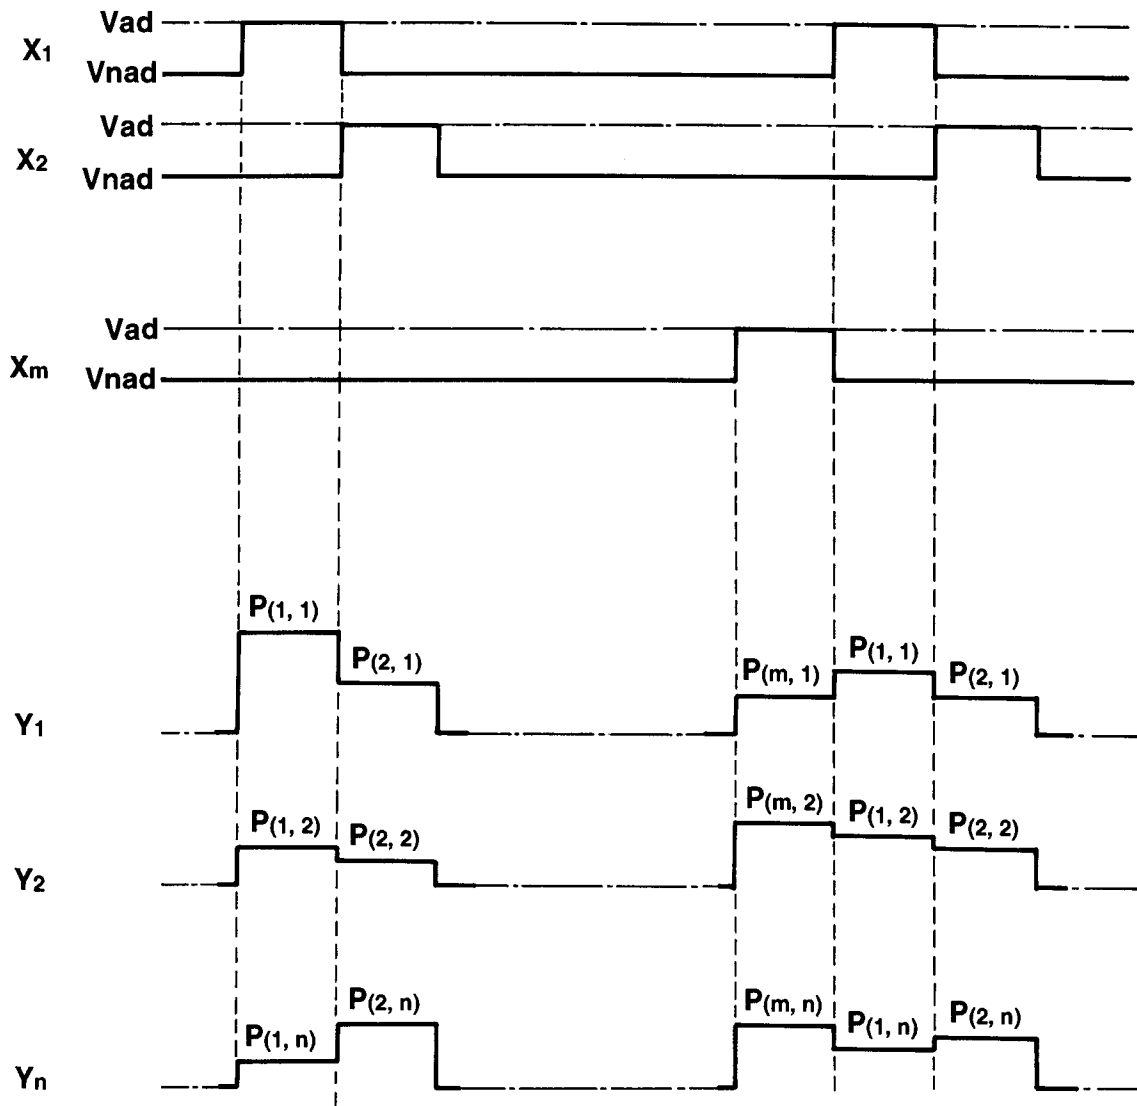 Vad
X1
Vnad
Vad
X2
Vnad
Vad
Xm
Vnad
P(1, 1)
P(2, 1)
P(m, 1)
P(1, 1)
P(2, 1)
Y1
P(1, 2)
P(2, 2)
P(m, 2)
P(1, 2)
P(2, 2)
Y2
P(1, n)
P(2, n)
P(m, n)
P(1, n)
P(2, n)
Yn